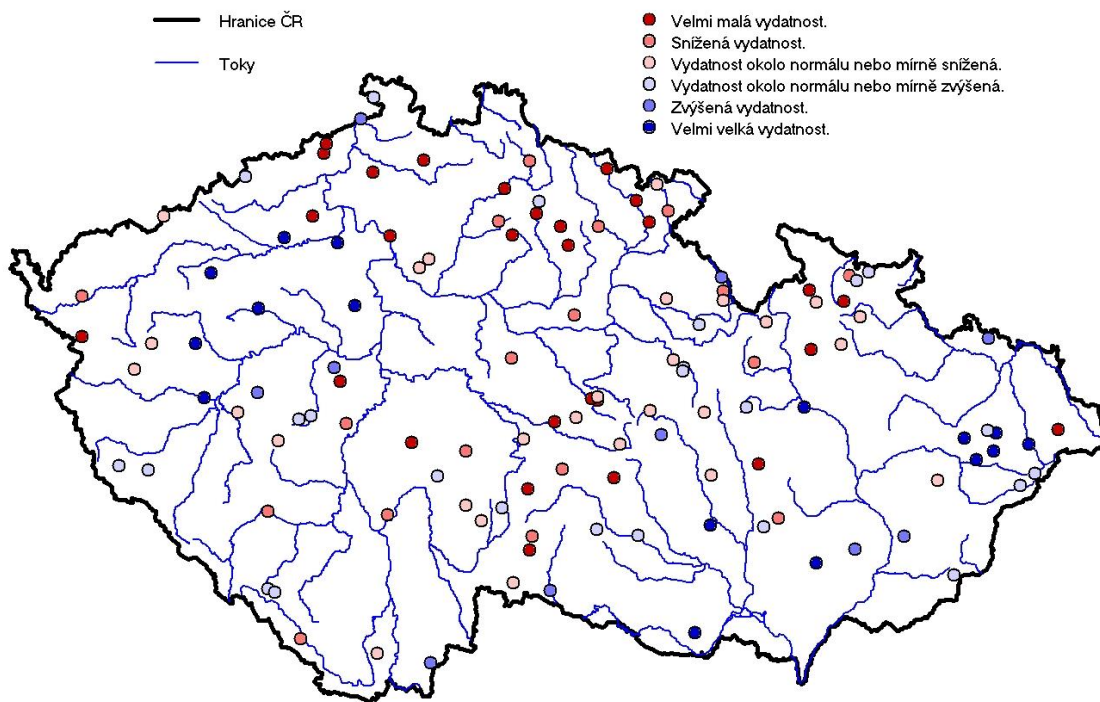 Hranice ČR
Toky
Velmi malá vydatnost.
Snížená vydatnost.
Vydatnost okolo normálu nebo mírně snížená.
Vydatnost okolo normálu nebo mírně zvýšená.
Zvýšená vydatnost.
Velmi velká vydatnost.